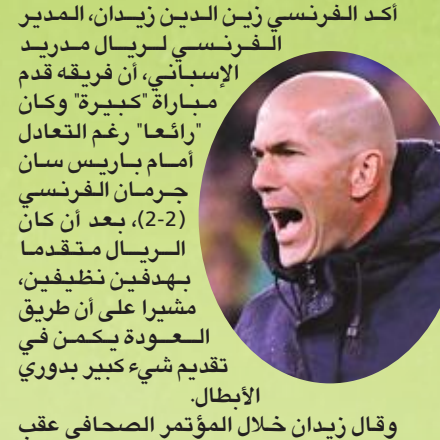 أكد الفرنسي زين الدين زيدان، المدير
الفرنسي لريال مدريد
الإسباني، أن فريقه قدم
مباراة "كبيرة" وكان
"رائعا" رغم التعادل
أمام باريس سان
جرمان الفرنسي
(2-2)، بعد أن كان
الريال متقدما
بهدفين نظيفين،
مشيرا على أن طريق
العودة يكمن في
تقديم شيء كبير بدوري
الأبطال.
وقال زيدان خلال المؤتمر الصحافي عقب